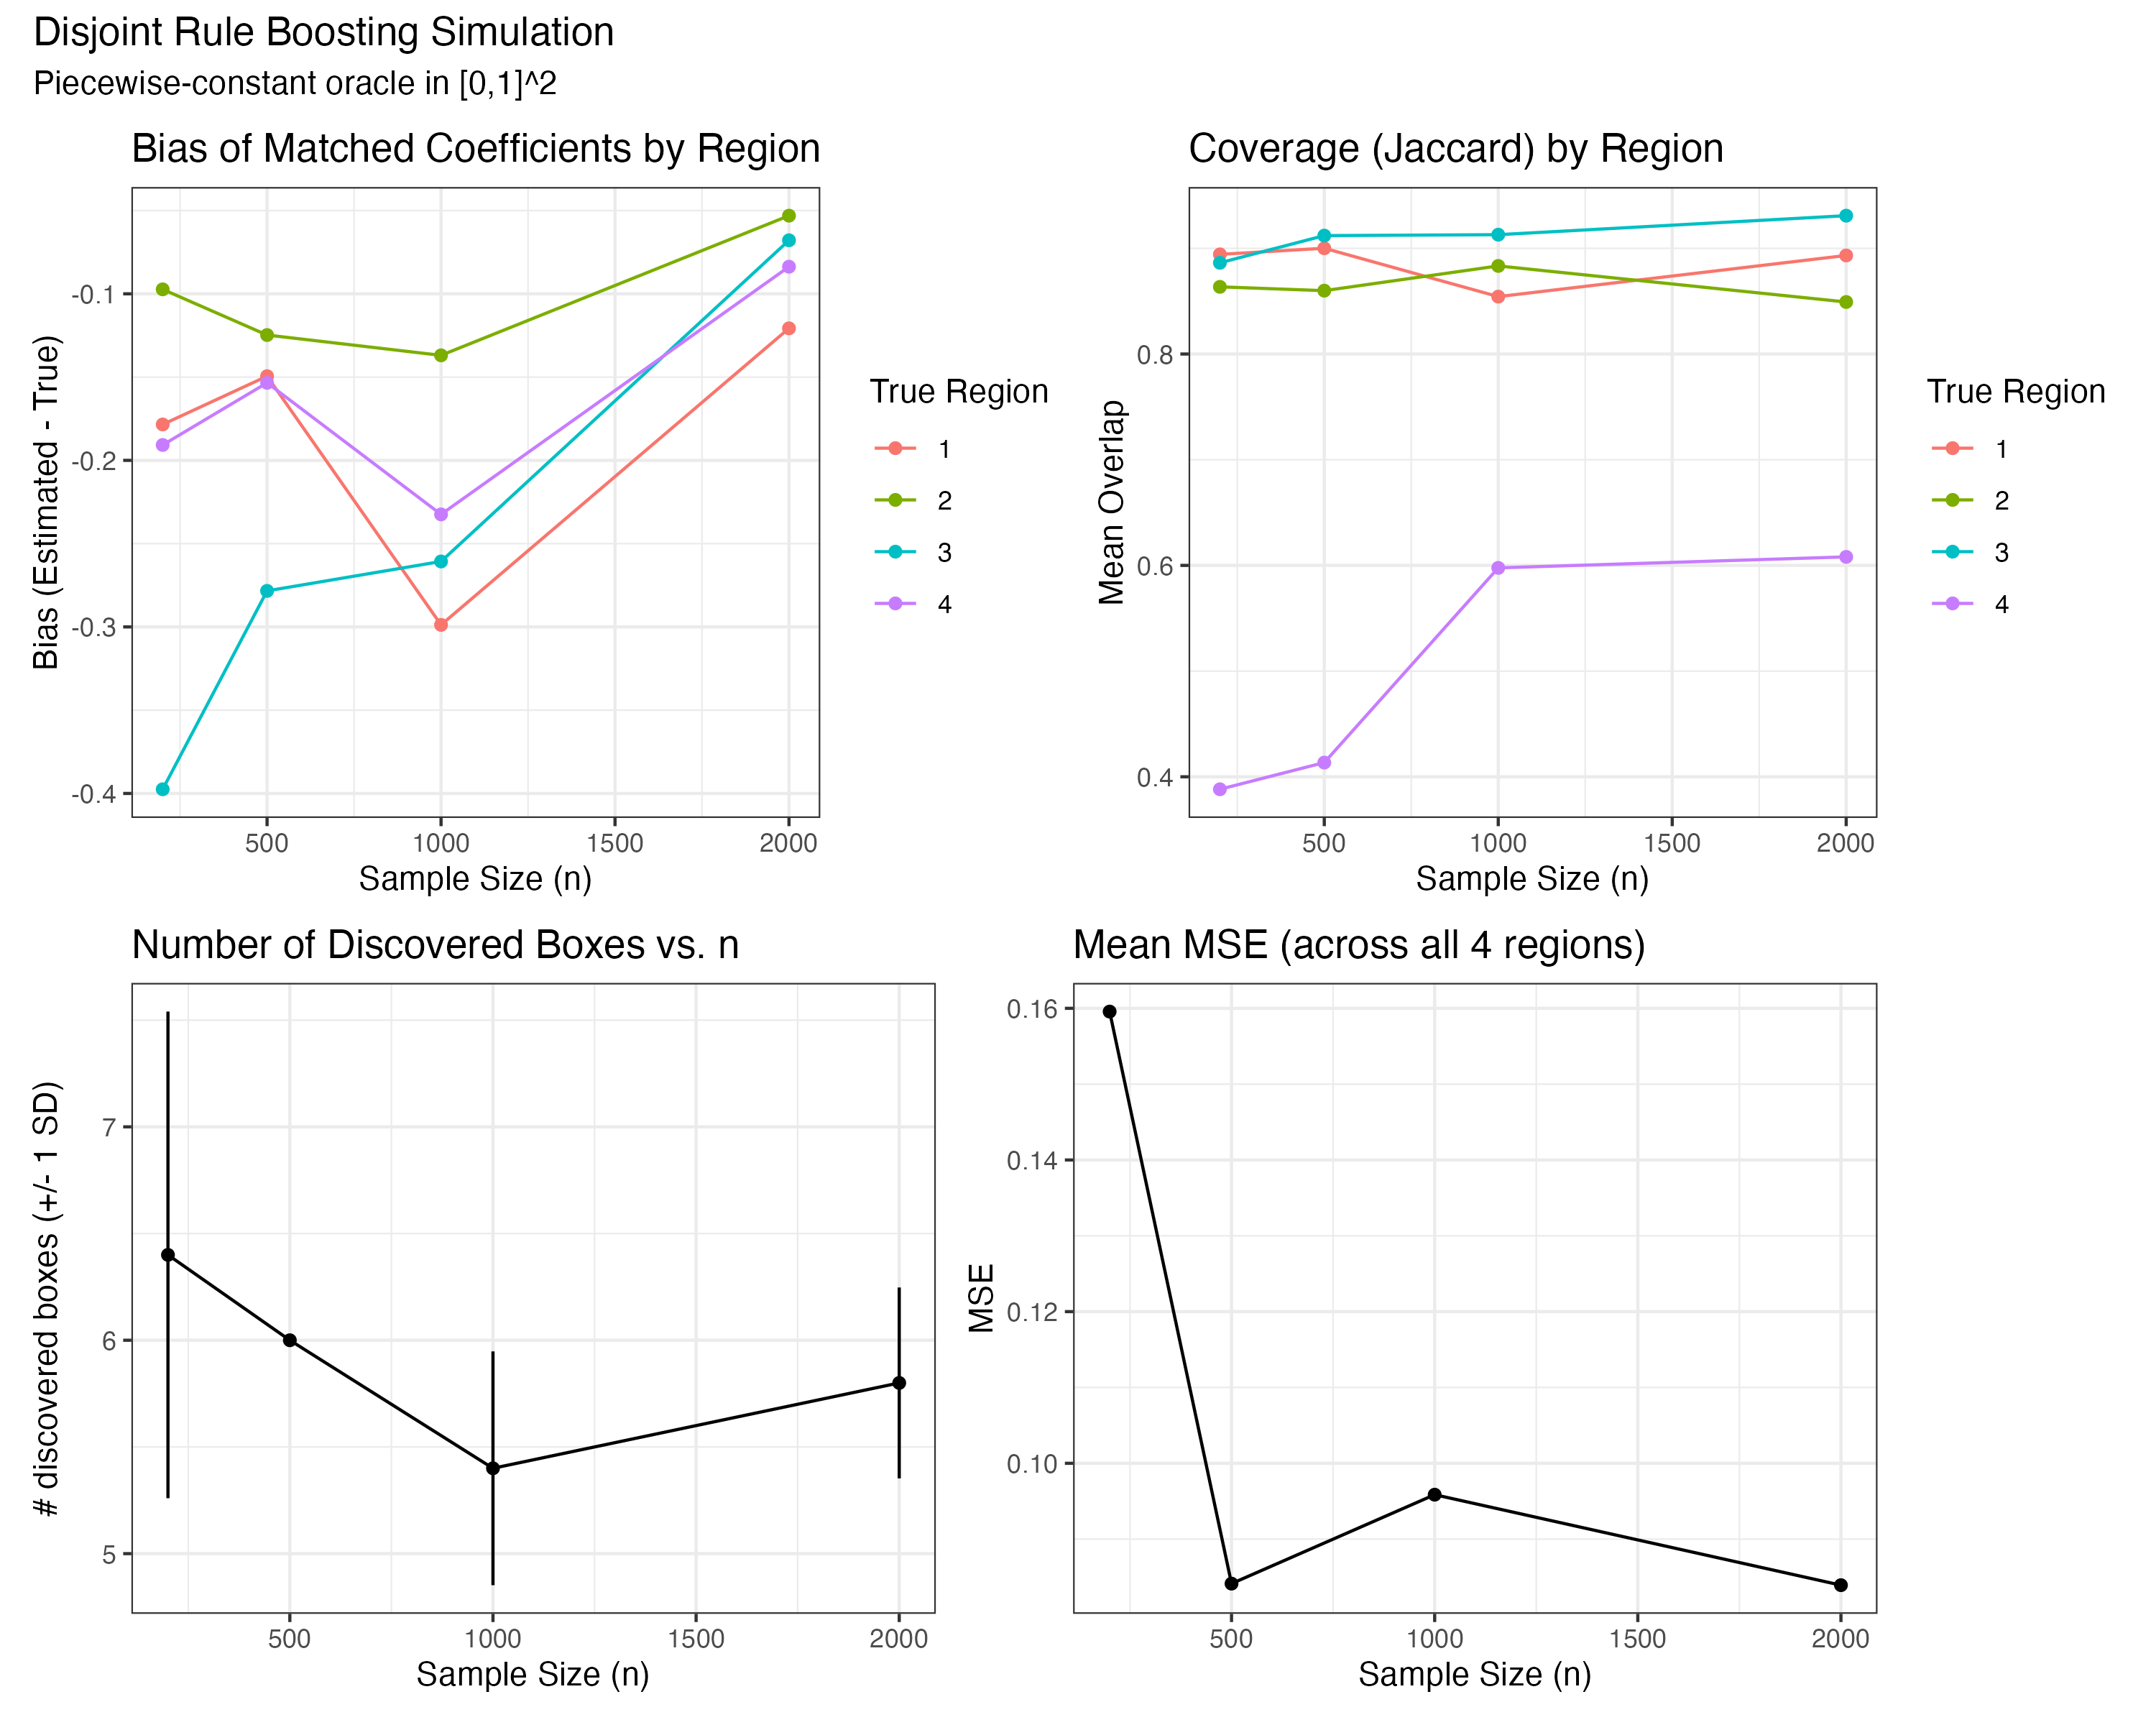 Disjoint Rule Boosting Simulation
Piecewise-constant oracle in [0,1]^2
Bias of Matched Coefficients by Region
Bias (Estimated - True)
-0.1
-0.2
-0.3
-0.4
500 1000 1500 2000
Sample Size (n)
True Region
1
2
3
4
Coverage (Jaccard) by Region
Mean Overlap
0.8
0.6
0.4
500 1000 1500 2000
Sample Size (n)
True Region
1
2
3
4
Number of Discovered Boxes vs. n
# discovered boxes (+/- 1 SD)
7
6
5
500 1000 1500 2000
Sample Size (n)
Mean MSE (across all 4 regions)
MSE
0.16
0.14
0.12
0.10
500 1000 1500 2000
Sample Size (n)